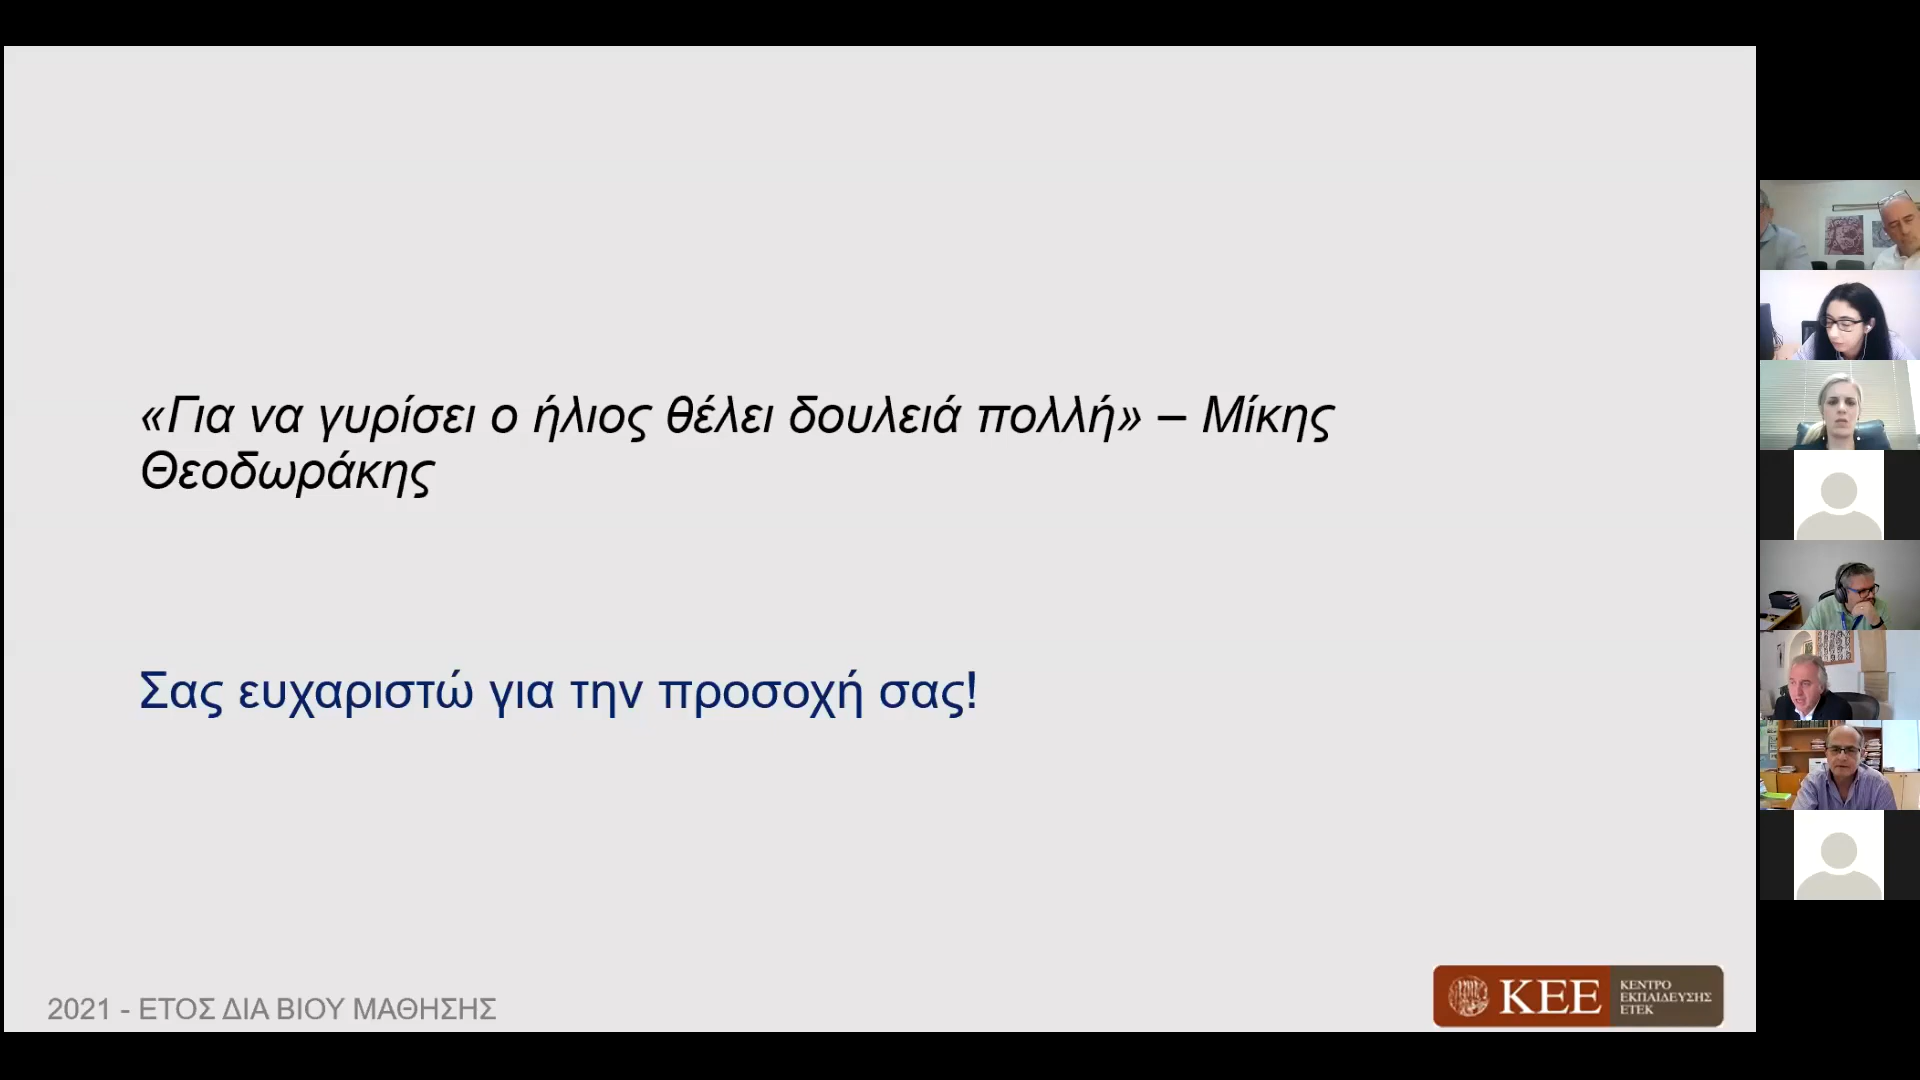 «Για να γυρίσει ο ήλιος θέλει δουλειά πολλή» – Μίκης
Θεοδωράκης
Σας ευχαριστώ για την προσοχή σας!
2021 - ΕΤΟΣ ΔΙΑ ΒΙΟΥ ΜΑΘΗΣΗΣ
ΚΕΕ
ΚΕΝΤΡΟ
ΕΚΠΑΙΔΕΥΣΗΣ
ΕΤΕΚ